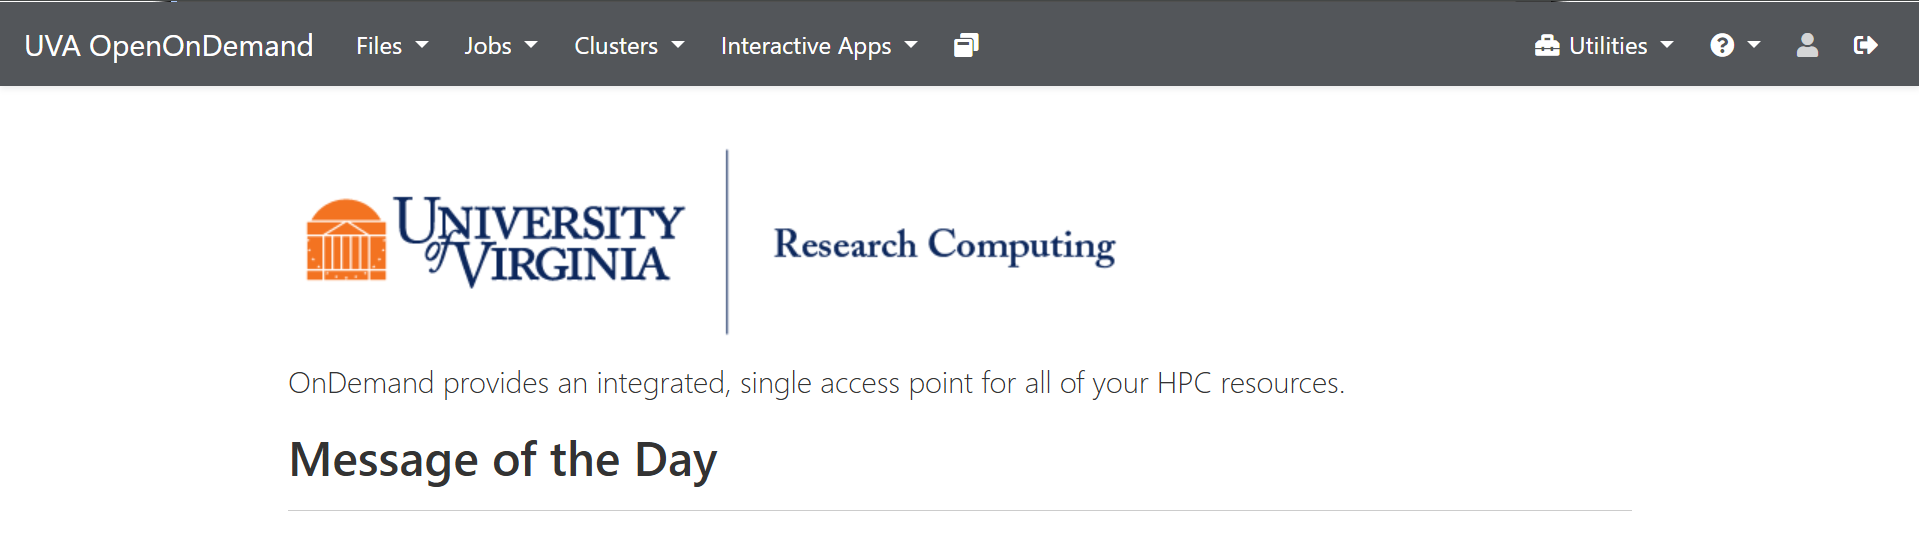 UVA OpenOnDemand Files Jobs Clusters Interactive Apps Utilities
UNIVERSITY
of VIRGINIA
Research Computing
OnDemand provides an integrated, single access point for all of your HPC resources.
Message of the Day